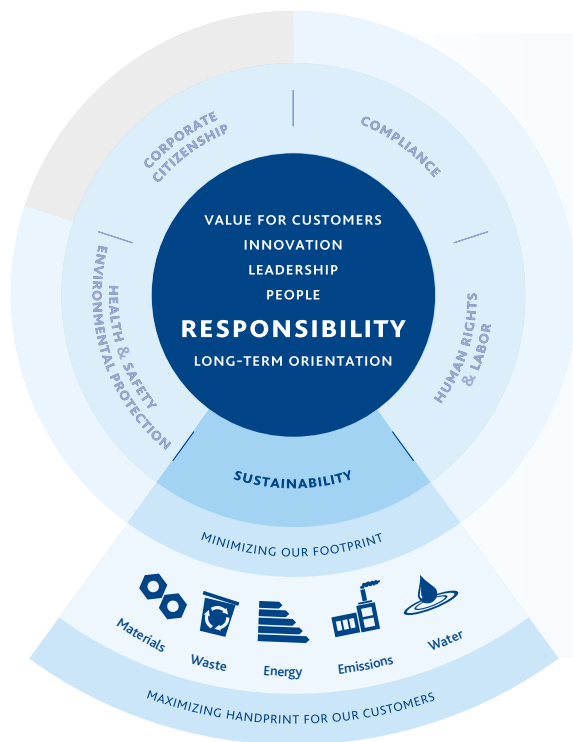 CORPORATE
CITIZENSHIP
COMPLIANCE
VALUE FOR CUSTOMERS
INNOVATION
LEADERSHIP
PEOPLE
RESPONSIBILITY
LONG-TERM ORIENTATION
HEALTH & SAFETY
ENVIRONMENTAL PROTECTION
HUMAN RIGHTS
& LABOR
SUSTAINABILITY
MINIMIZING OUR FOOTPRINT
Materials
Waste
Energy
Emissions
Water
MAXIMIZING HANDPRINT FOR OUR CUSTOMERS